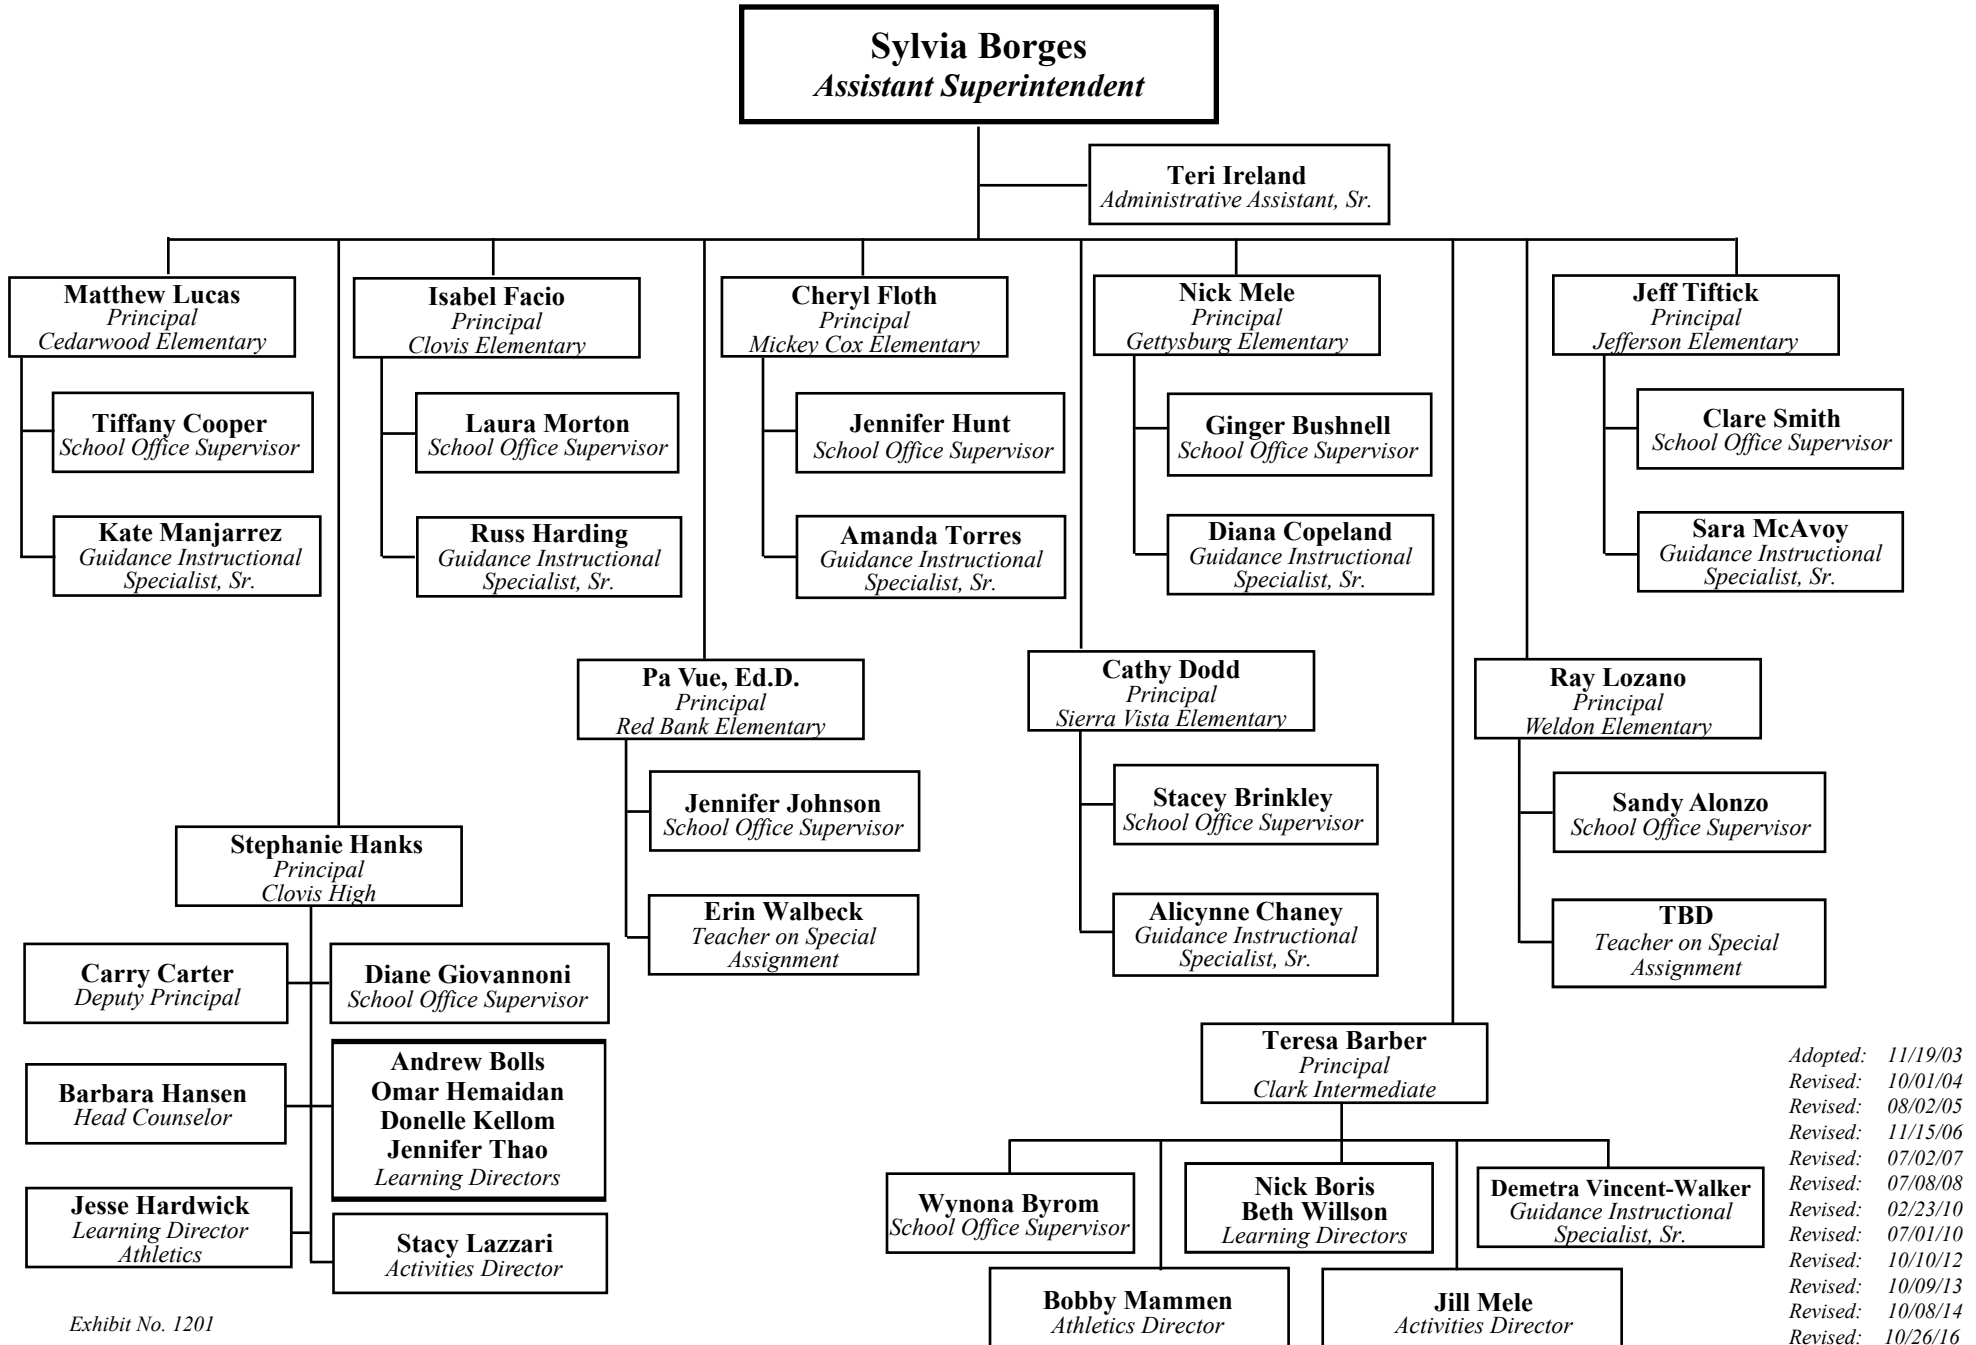 Sylvia Borges
Assistant Superintendent
Teri Ireland
Administrative Assistant, Sr.
Matthew Lucas
Principal
Cedarwood Elementary
Tiffany Cooper
School Office Supervisor
Kate Manjarrez
Guidance Instructional
Specialist, Sr.
Isabel Facio
Principal
Clovis Elementary
Laura Morton
School Office Supervisor
Russ Harding
Guidance Instructional
Specialist, Sr.
Cheryl Floth
Principal
Mickey Cox Elementary
Jennifer Hunt
School Office Supervisor
Amanda Torres
Guidance Instructional
Specialist, Sr.
Nick Mele
Principal
Gettysburg Elementary
Ginger Bushnell
School Office Supervisor
Diana Copeland
Guidance Instructional
Specialist, Sr.
Jeff Tiftick
Principal
Jefferson Elementary
Clare Smith
School Office Supervisor
Sara McAvoy
Guidance Instructional
Specialist, Sr.
Pa Vue, Ed.D.
Principal
Red Bank Elementary
Jennifer Johnson
School Office Supervisor
Erin Walbeck
Teacher on Special
Assignment
Cathy Dodd
Principal
Sierra Vista Elementary
Stacey Brinkley
School Office Supervisor
Alicynne Chaney
Guidance Instructional
Specialist, Sr.
Ray Lozano
Principal
Weldon Elementary
Sandy Alonzo
School Office Supervisor
TBD
Teacher on Special
Assignment
Stephanie Hanks
Principal
Clovis High
Carry Carter
Deputy Principal
Diane Giovannoni
School Office Supervisor
Barbara Hansen
Head Counselor
Andrew Bolls
Omar Hemaidan
Donelle Kellom
Jennifer Thao
Learning Directors
Jesse Hardwick
Learning Director
Athletics
Stacy Lazzari
Activities Director
Teresa Barber
Principal
Clark Intermediate
Wynona Byrom
School Office Supervisor
Nick Boris
Beth Willson
Learning Directors
Demetra Vincent-Walker
Guidance Instructional
Specialist, Sr.
Bobby Mammen
Athletics Director
Jill Mele
Activities Director
Adopted: 11/19/03
Revised: 10/01/04
Revised: 08/02/05
Revised: 11/15/06
Revised: 07/02/07
Revised: 07/08/08
Revised: 02/23/10
Revised: 07/01/10
Revised: 10/10/12
Revised: 10/09/13
Revised: 10/08/14
Revised: 10/26/16
Exhibit No. 1201